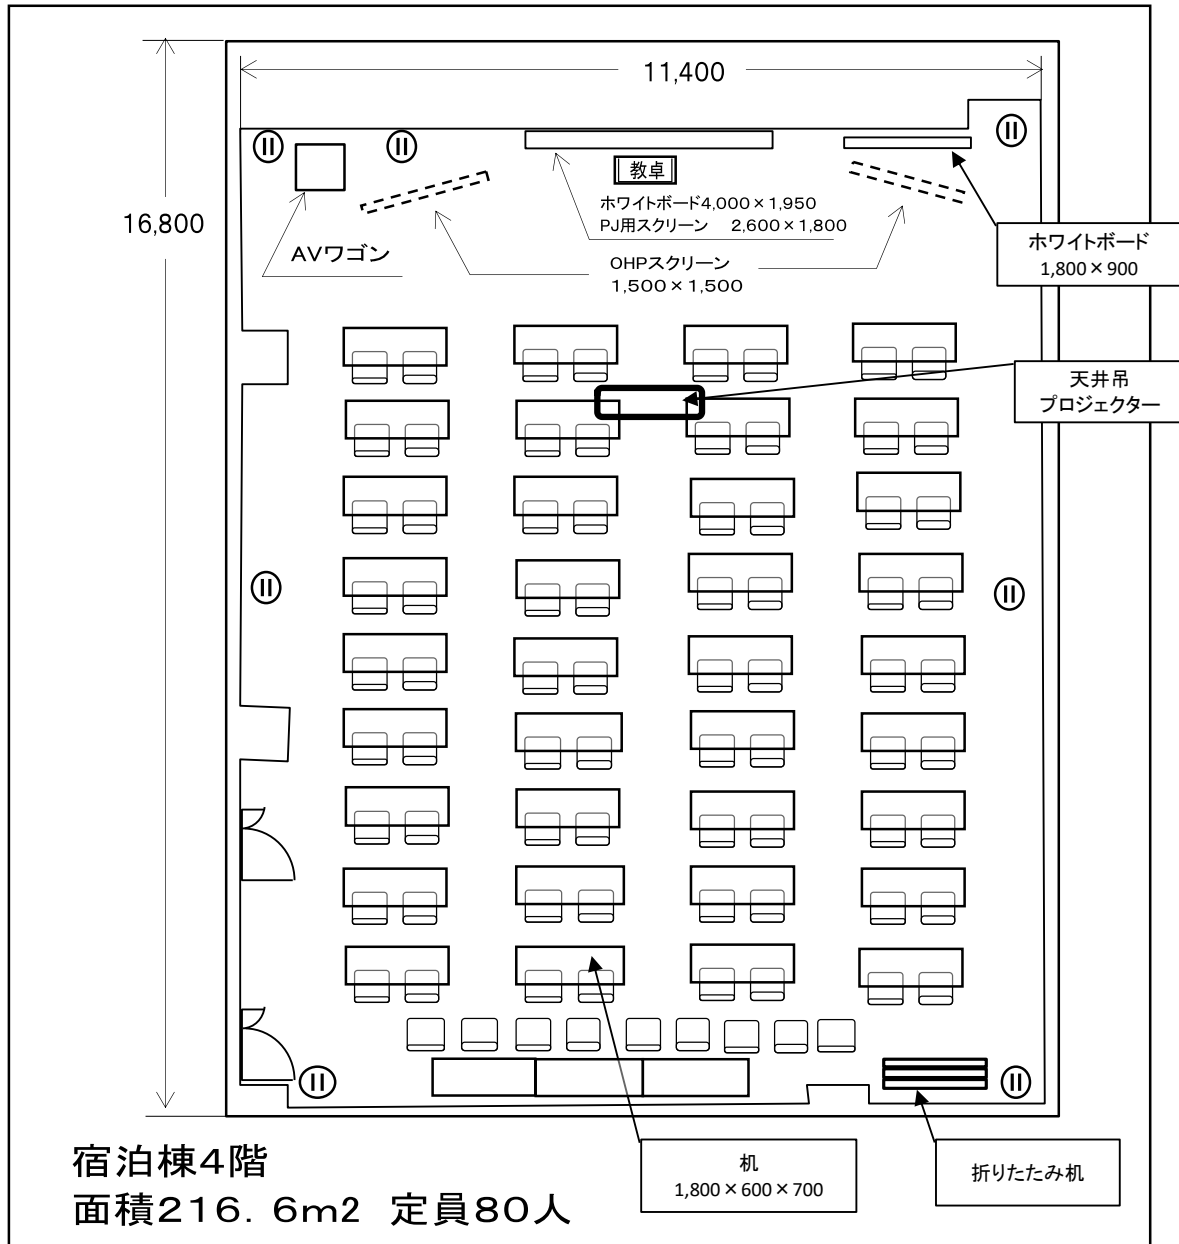 11,400
16,800
教卓
ホワイトボード4,000×1,950
PJ用スクリーン 2,600×1,800
AVワゴン
OHPスクリーン
1,500×1,500
ホワイトボード
1,800×900
天井吊
プロジェクター
机
1,800×600×700
折りたたみ机
宿泊棟4階
面積216.6m2 定員80人